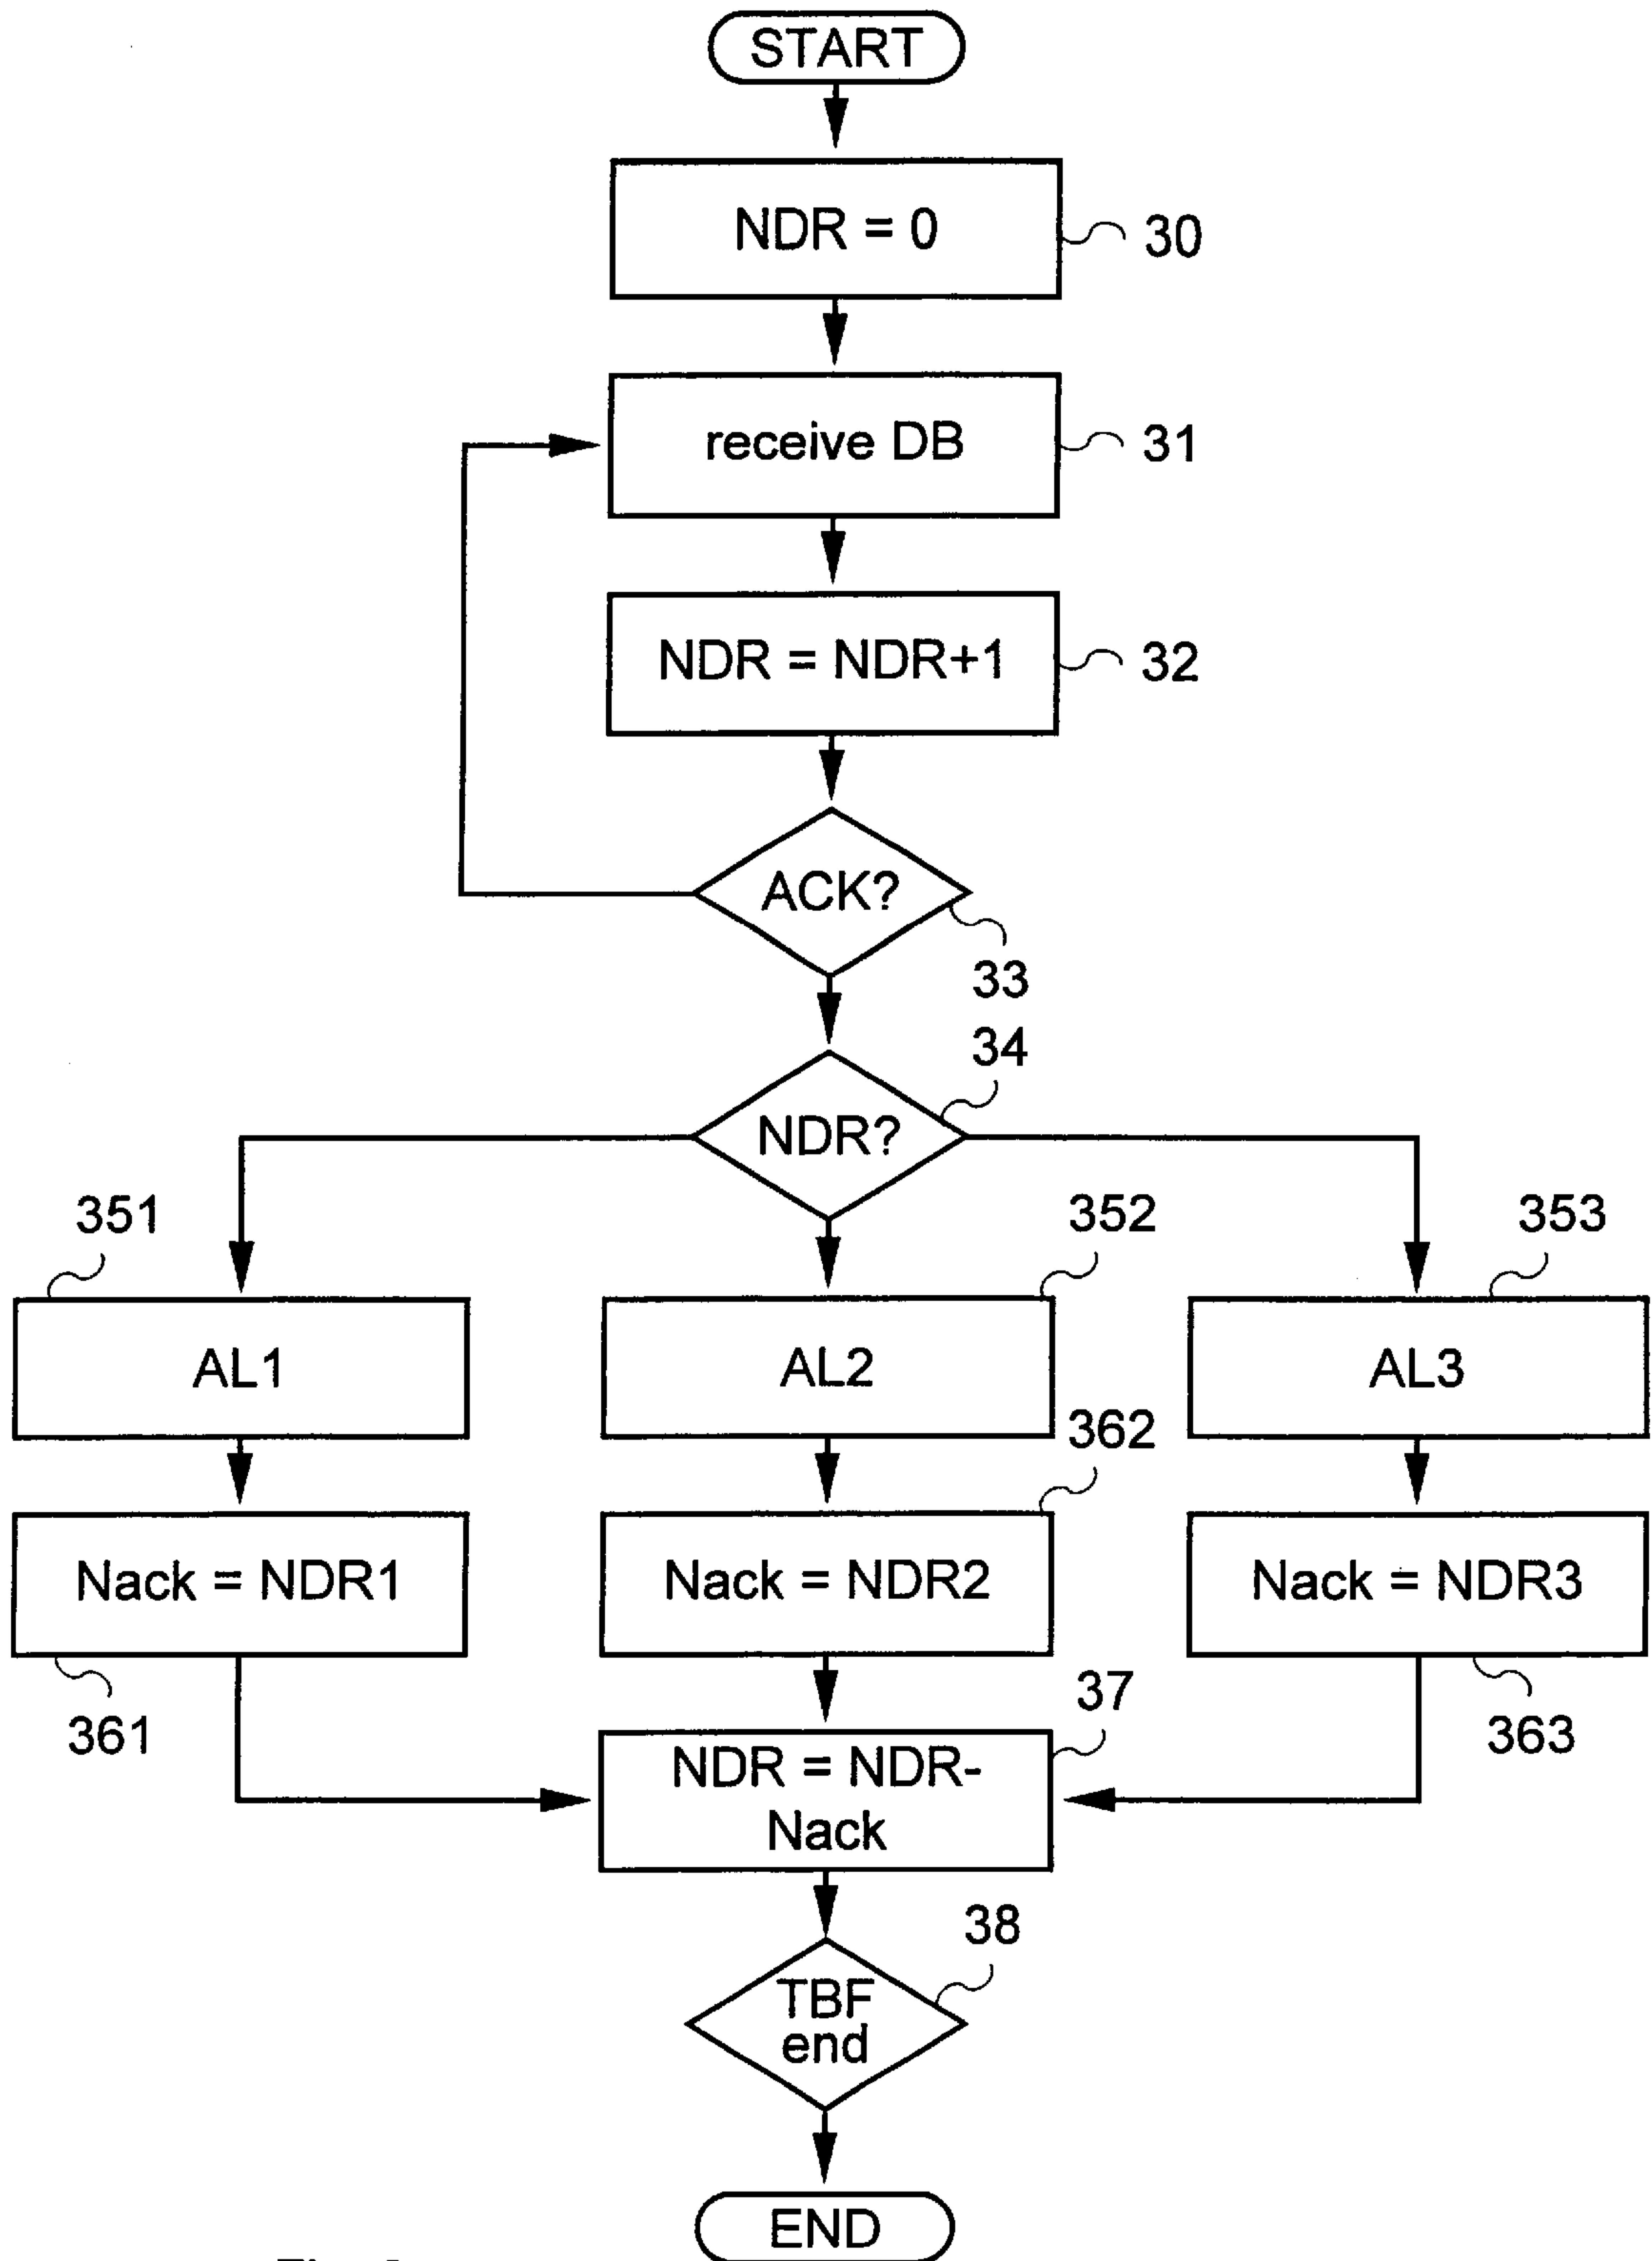 START
NDR = 0
30
receive DB
31
NDR = NDR+1
32
ACK?
33
34
NDR?
351
352
353
AL1
AL2
AL3
362
Nack = NDR1
Nack = NDR2
Nack = NDR3
361
37
363
NDR = NDR-
Nack
38
TBF
end
END